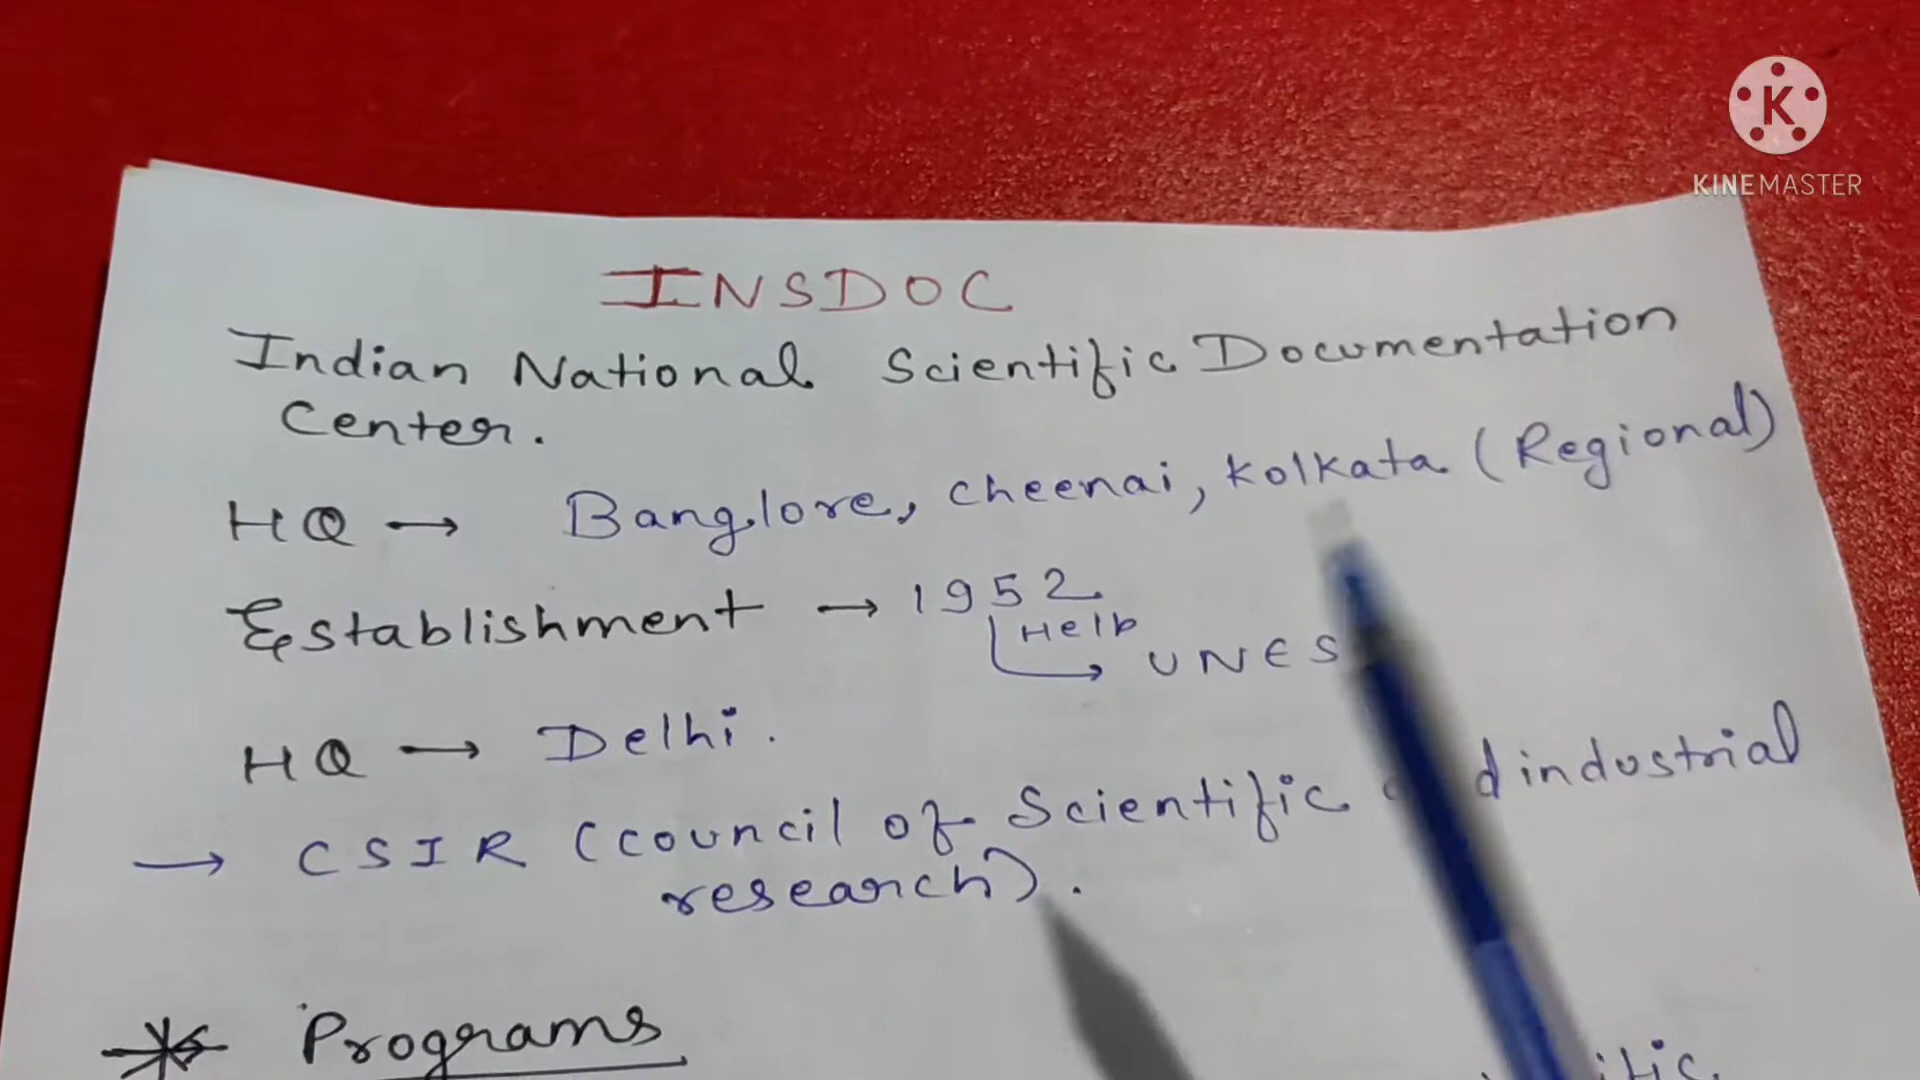 K
KINEMASTER
INSDOC
Indian National Scientific Documentation
Center.
HQ → Banglore, Cheenai, Kolkata (Regional)
Establishment → 1952
Help
→ UNES
HQ → Delhi.
→ CSIR (Council of Scientific industrial
research).
Programs